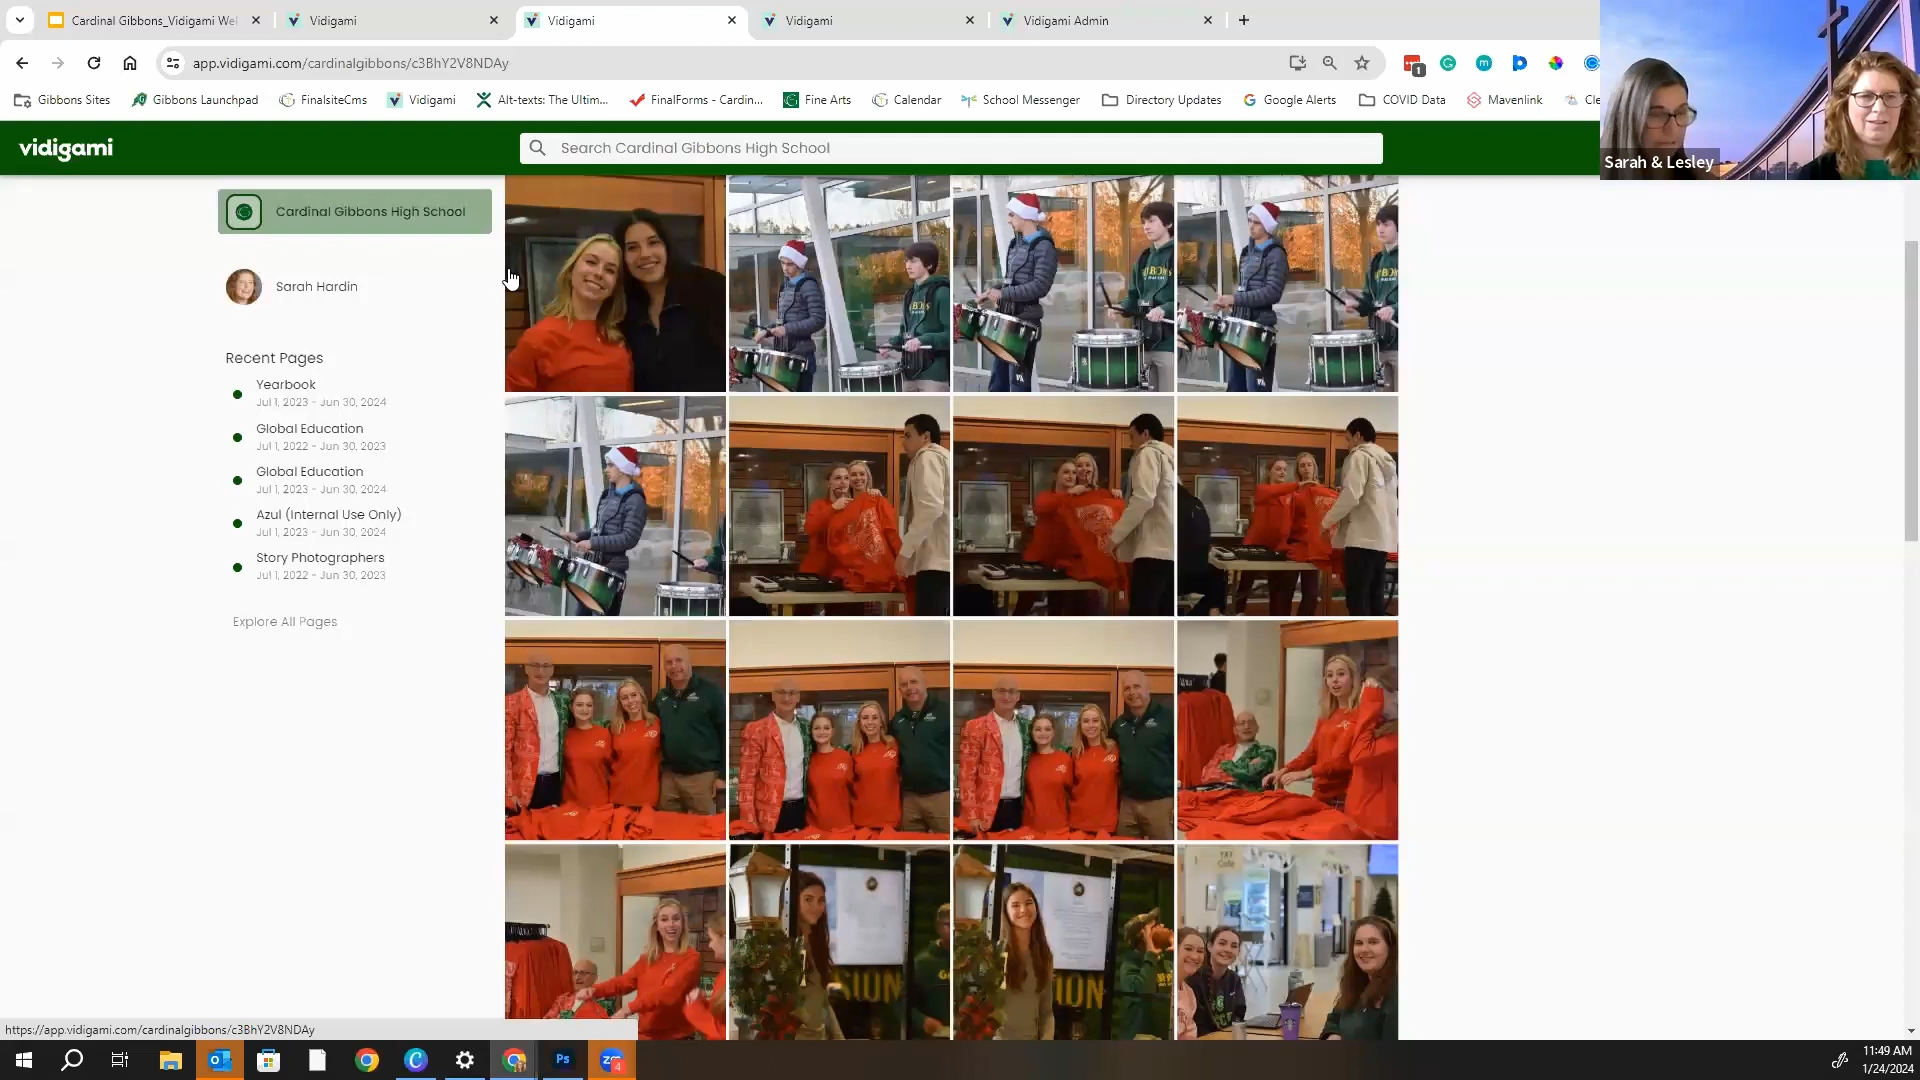 Cardinal Gibbons_Vidigami Wel
Vidigami
Vidigami
Vidigami
Vidigami Admin
app.vidigami.com/cardinalgibbons/c3BhY2V8NDAy
1
Gibbons Sites
Gibbons Launchpad
FinalsiteCms
Vidigami
Alt-texts: The Ultim...
FinalForms - Cardin...
Fine Arts
Calendar
School Messenger
Directory Updates
Google Alerts
COVID Data
Mavenlink
Cle
Sarah & Lesley
vidigami
Search Cardinal Gibbons High School
Cardinal Gibbons High School
Sarah Hardin
Recent Pages
Yearbook
Jul 1, 2023 - Jun 30, 2024
Global Education
Jul 1, 2022 - Jun 30, 2023
Global Education
Jul 1, 2023 - Jun 30, 2024
Azul (Internal Use Only)
Jul 1, 2023 - Jun 30, 2024
Story Photographers
Jul 1, 2022 - Jun 30, 2023
Explore All Pages
https://app.vidigami.com/cardinalgibbons/c3BhY2V8NDAy
Ps
4
11:49 AM
1/24/2024